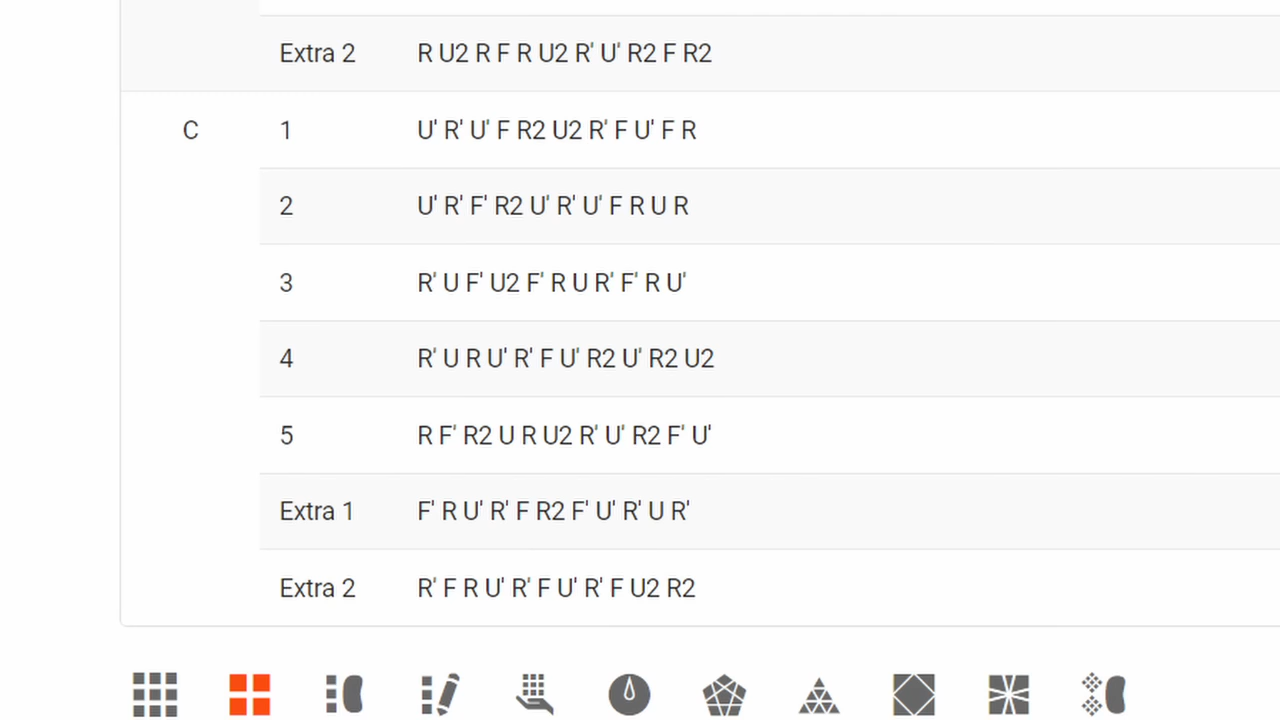 Extra 2 R U2 R F R U2 R' U' R2 F R2
C 1 U' R' U' F R2 U2 R' F U' F R
2 U' R' F' R2 U' R' U' F R U R
3 R' U F' U2 F' R U R' F' R U'
4 R' U R U' R' F U' R2 U' R2 U2
5 R F' R2 U R U2 R' U' R2 F' U'
Extra 1 F' R U' R' F R2 F' U' R' U R'
Extra 2 R' F R U' R' F U' R' F U2 R2